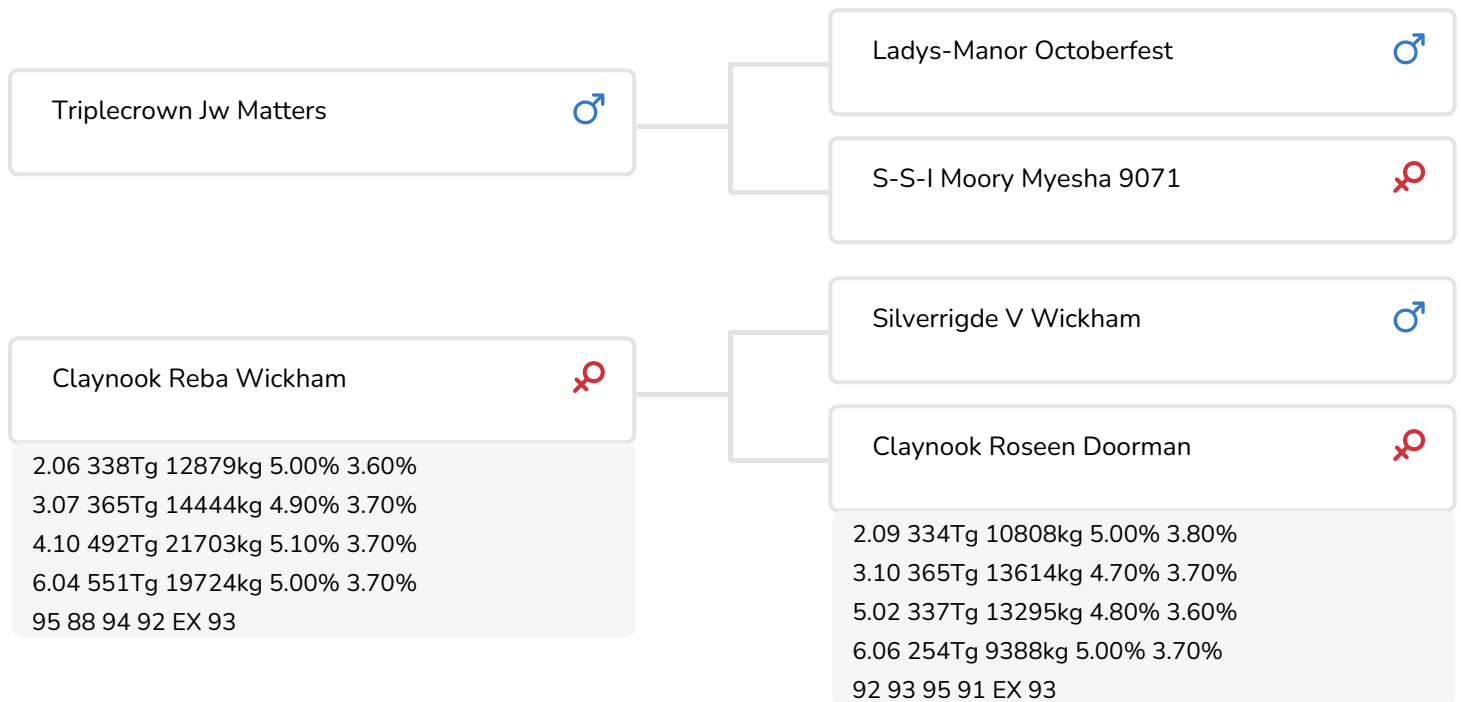 Triplecrown Jw Matters
Ladys-Manor Octoberfest
S-S-I Moory Myesha 9071
Claynook Reba Wickham
2.06 338Tg 12879kg 5.00% 3.60%
3.07 365Tg 14444kg 4.90% 3.70%
4.10 492Tg 21703kg 5.10% 3.70%
6.04 551Tg 19724kg 5.00% 3.70%
95 88 94 92 EX 93
Silverrigde V Wickham
Claynook Roseen Doorman
2.09 334Tg 10808kg 5.00% 3.80%
3.10 365Tg 13614kg 4.70% 3.70%
5.02 337Tg 13295kg 4.80% 3.60%
6.06 254Tg 9388kg 5.00% 3.70%
92 93 95 91 EX 93